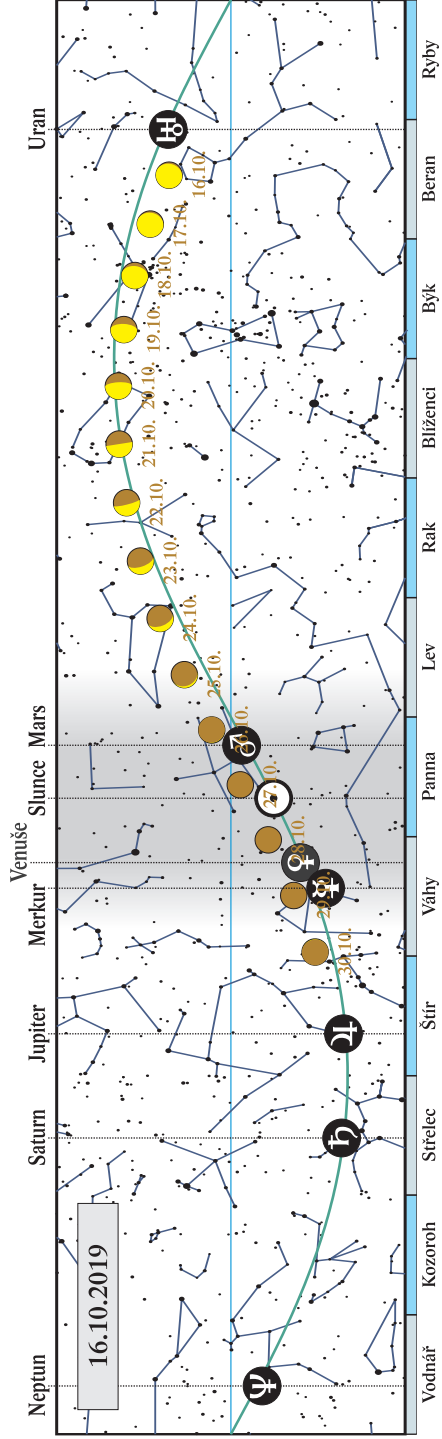 Neptun Saturn Jupiter Merkur Venuše Slunce Mars Uran
16.10.2019
30.10. 29.10. 28.10. 27.10. 26.10. 25.10. 24.10. 23.10. 22.10. 21.10. 20.10. 19.10. 18.10. 17.10. 16.10.
Vodnář Kozoroh Střelec Štír Váhy Panna Lev Rak Blíženci Býk Beran Ryby